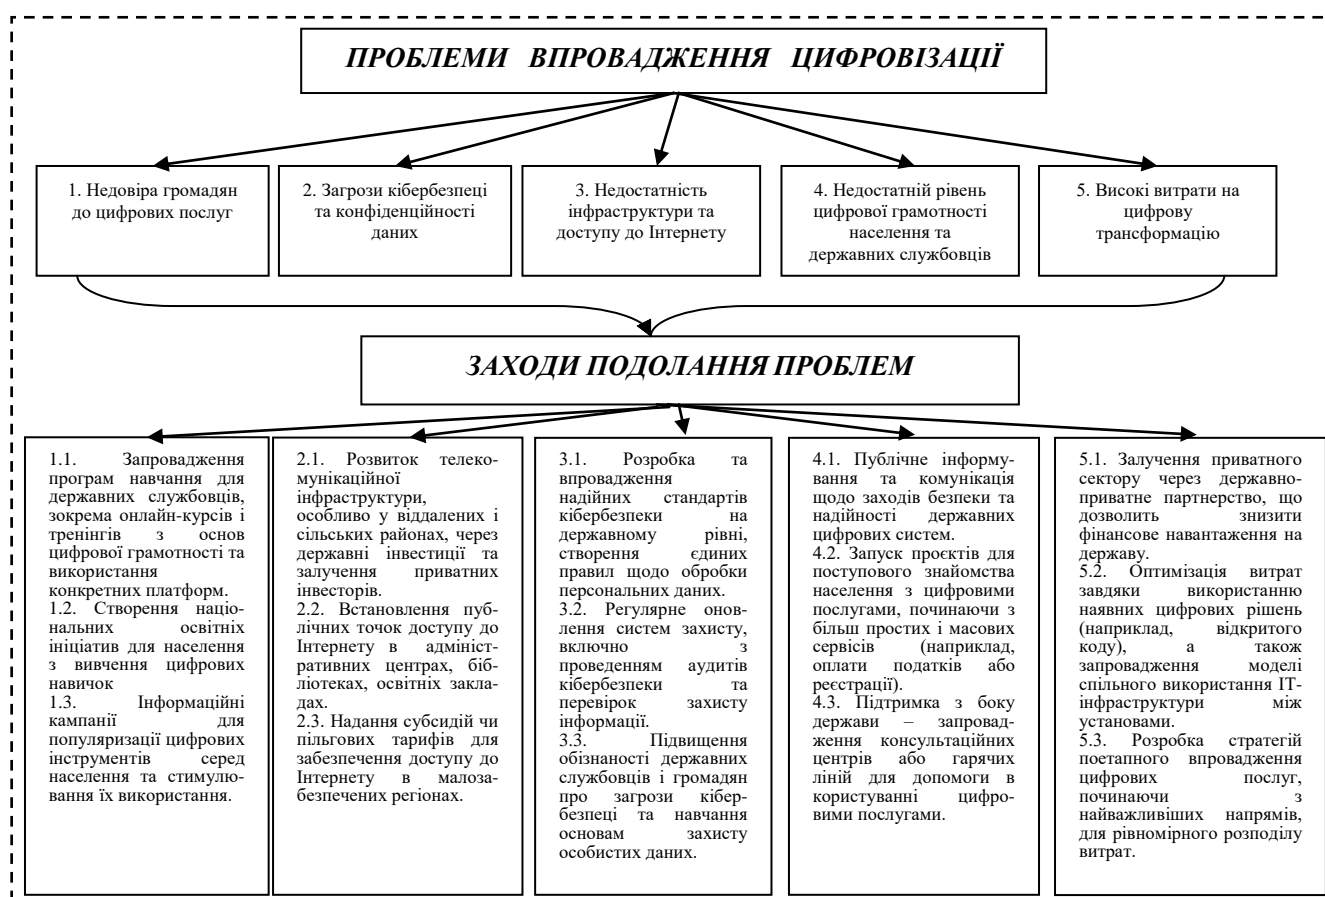 ПРОБЛЕМИ ВПРОВАДЖЕННЯ ЦИФРОВІЗАЦІЇ
1. Недовіра громадян
до цифрових послуг
2. Загрози кібербезпеці
та конфіденційності
даних
3. Недостатність
інфраструктури та
доступу до Інтернету
4. Недостатній рівень
цифрової грамотності
населення та
державних службовців
5. Високі витрати на
цифрову
трансформацію
ЗАХОДИ ПОДОЛАННЯ ПРОБЛЕМ
1.1. Запровадження
програм навчання для
державних службовців,
зокрема онлайн-курсів і
тренінгів з основ
цифрової грамотності та
використання
конкретних платформ.
1.2. Створення націо-
нальних освітніх
ініціатив для населення
з вивчення цифрових
навичок
1.3. Інформаційні
кампанії для
популяризації цифрових
інструментів серед
населення та стимулю-
вання їх використання.
2.1. Розвиток телеко-
мунікаційної
інфраструктури,
особливо у віддалених і
сільських районах, через
державні інвестиції та
залучення приватних
інвесторів.
2.2. Встановлення пуб-
лічних точок доступу до
Інтернету в адмініст-
ративних центрах, біб-
ліотеках, освітніх закла-
дах.
2.3. Надання субсидій чи
пільгових тарифів для
забезпечення доступу до
Інтернету в малоза-
безпечених регіонах.
3.1. Розробка та
впровадження
надійних стандартів
кібербезпеки на
державному рівні,
створення єдиних
правил щодо обробки
персональних даних.
3.2. Регулярне онов-
лення систем захисту,
включно з
проведенням аудитів
кібербезпеки та
перевірок захисту
інформації.
3.3. Підвищення
обізнаності державних
службовців і громадян
про загрози кібер-
безпеці та навчання
основам захисту
особистих даних.
4.1. Публічне інформу-
вання та комунікація
щодо заходів безпеки та
надійності державних
цифрових систем.
4.2. Запуск проєктів для
поступового знайомства
населення з цифровими
послугами, починаючи з
більш простих і масових
сервісів (наприклад,
оплати податків або
реєстрації).
4.3. Підтримка з боку
держави – запровад-
ження консультаційних
центрів або гарячих
ліній для допомоги в
користуванні цифро-
вими послугами.
5.1. Залучення приватного
сектору через державно-
приватне партнерство, що
дозволить знизити
фінансове навантаження на
державу.
5.2. Оптимізація витрат
завдяки використанню
наявних цифрових рішень
(наприклад, відкритого
коду), а також
запровадження моделі
спільного використання ІТ-
інфраструктури між
установами.
5.3. Розробка стратегій
поетапного впровадження
цифрових послуг,
починаючи з
найважливіших напрямів,
для рівномірного розподілу
витрат.